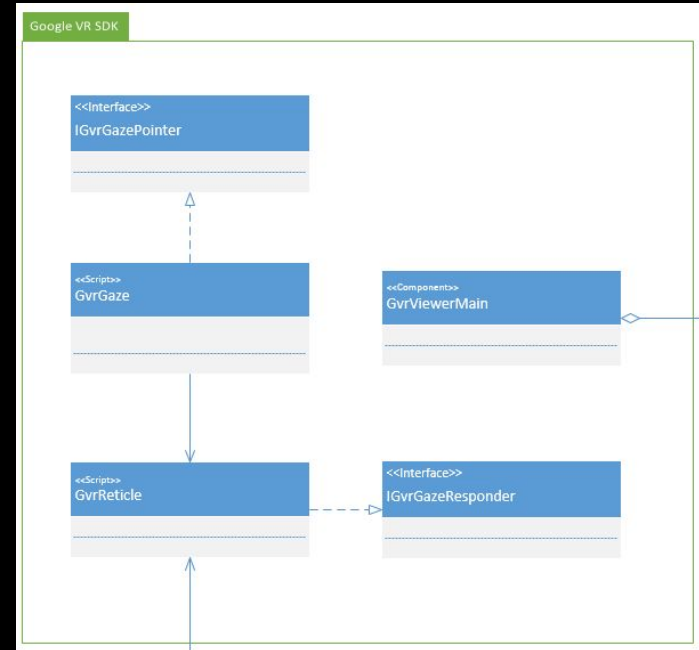 Google VR SDK
<<Interface>>
IGvrGazePointer
<<Script>>
GvrGaze
<<Component>>
GvrViewerMain
<<Script>>
GvrReticle
<<Interface>>
IGvrGazeResponder